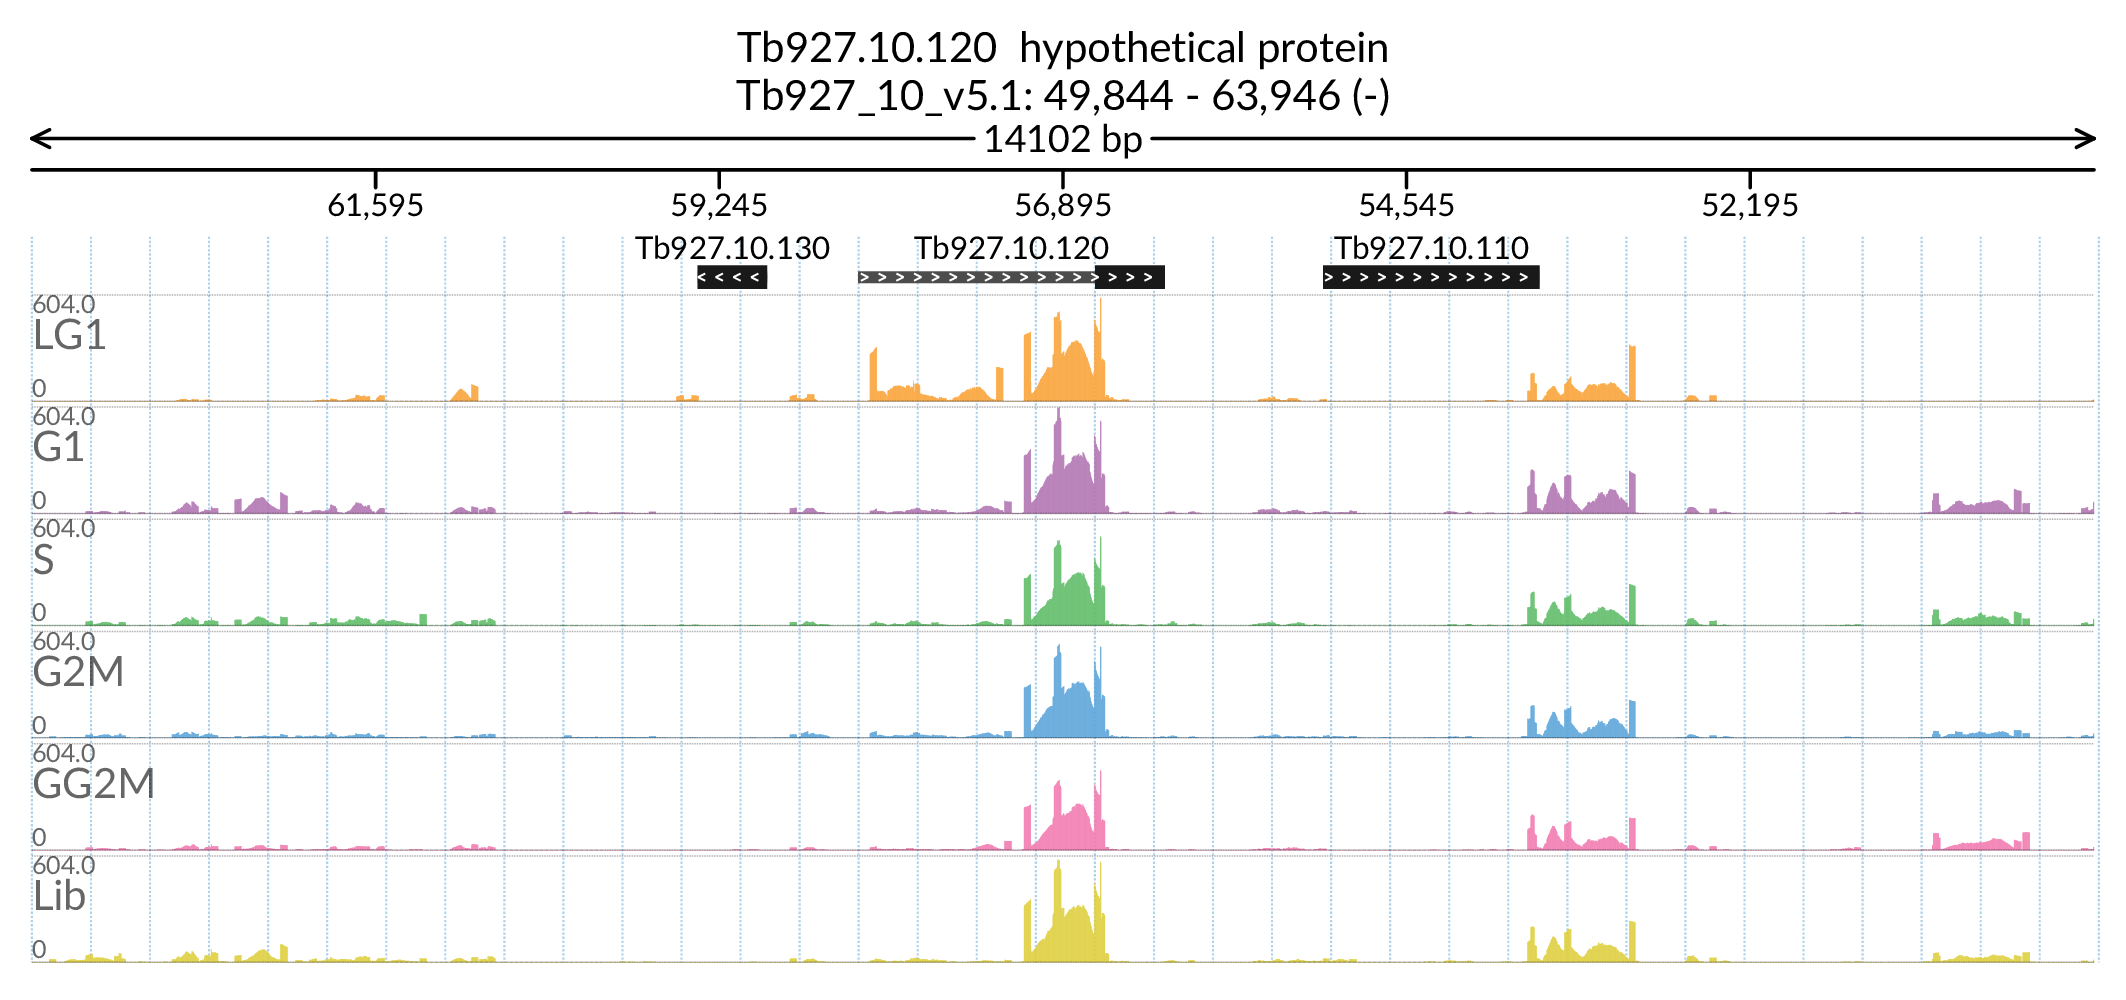 Tb927.10.120  hypothetical protein
Tb927_10_v5.1: 49,844 - 63,946 (-)
14102 bp
61,595 59,245 56,895 54,545 52,195
Tb927.10.130 Tb927.10.120 Tb927.10.110
604.0
LG1
0
604.0
G1
0
604.0
S
0
604.0
G2M
0
604.0
GG2M
0
604.0
Lib
0